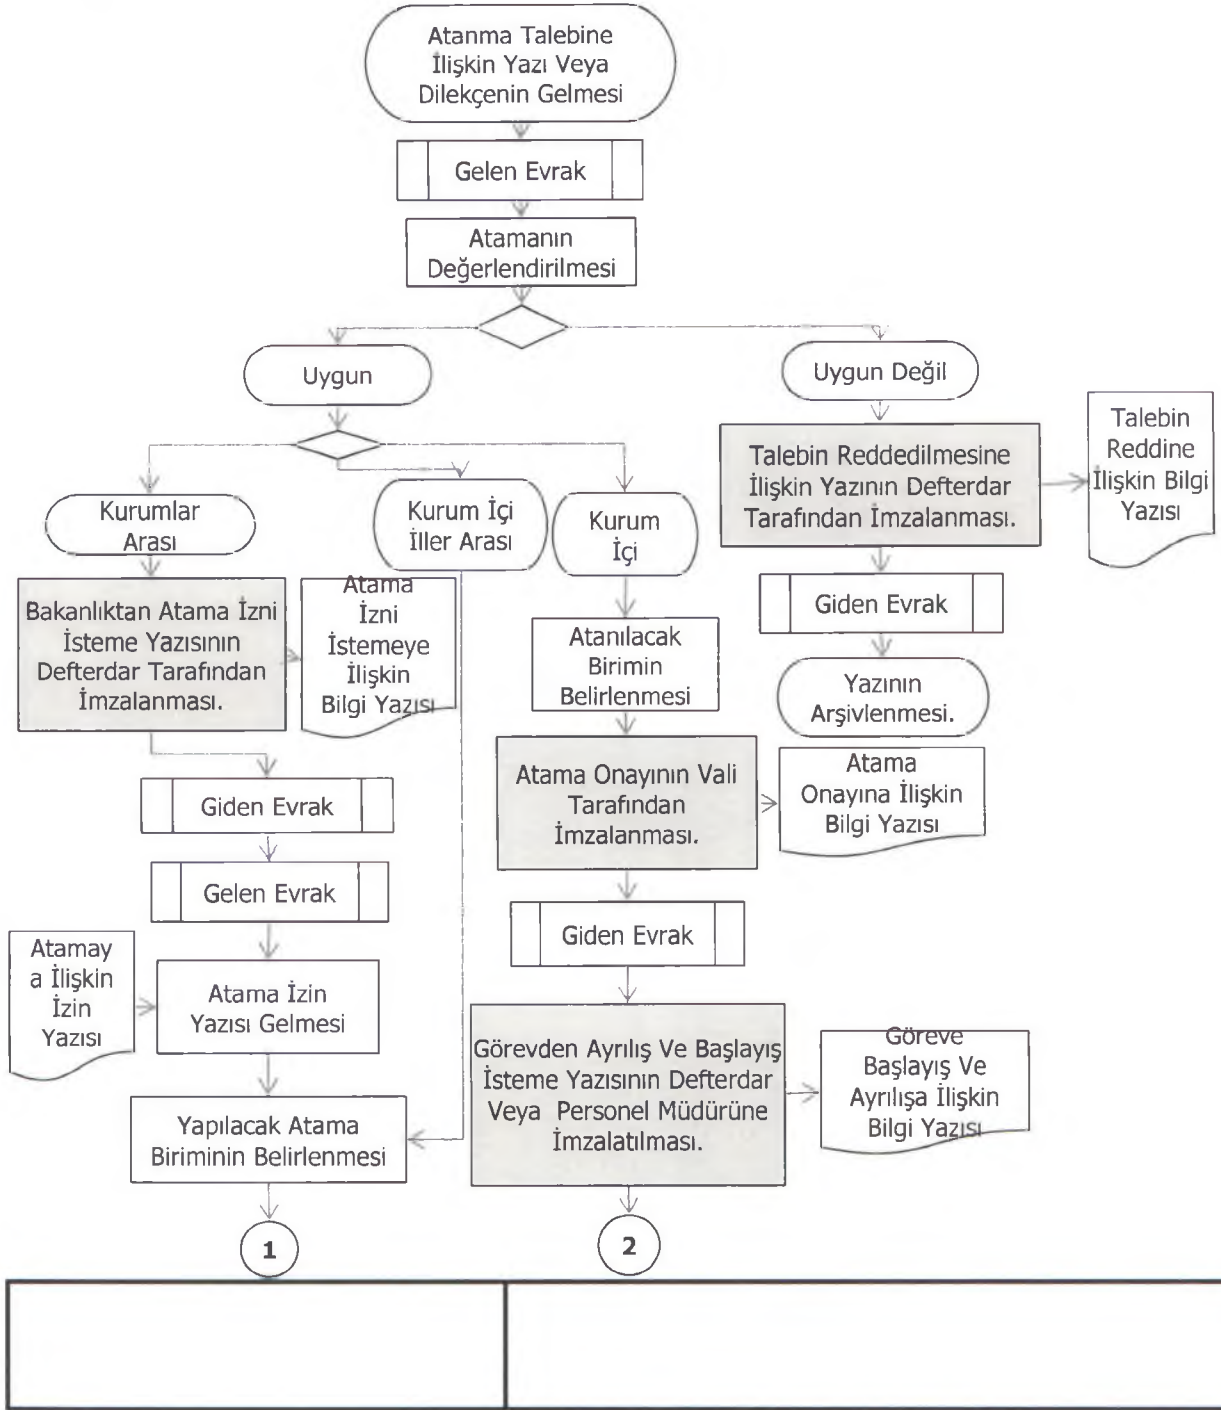 Atanma Talebine
İlişkin Yazı Veya
Dilekçenin Gelmesi
Gelen Evrak
Atamanın
Değerlendirilmesi
Uygun
Uygun Değil
Kurumlar
Arası
Kurum İçi
İller Arası
Kurum
İçi
Talebin Reddedilmesine
İlişkin Yazının Defterdar
Tarafından İmzalanması.
Talebin
Reddine
İlişkin Bilgi
Yazısı
Bakanlıktan Atama İzni
İsteme Yazısının
Defterdar Tarafından
İmzalanması.
Atama
İzni
İstemeye
İlişkin
Bilgi Yazısı
Atanılacak
Birimin
Belirlenmesi
Giden Evrak
Yazının
Arşivlenmesi.
Atama Onayının Vali
Tarafından
İmzalanması.
Atama
Onayına İlişkin
Bilgi Yazısı
Giden Evrak
Gelen Evrak
Giden Evrak
Atamay
a İlişkin
İzin
Yazısı
Atama İzin
Yazısı Gelmesi
Görevden Ayrılış Ve Başlayış
İsteme Yazısının Defterdar
Veya Personel Müdürüne
İmzalatılması.
Göreve
Başlayış Ve
Ayrılışa İlişkin
Bilgi Yazısı
Yapılacak Atama
Biriminin Belirlenmesi
1
2